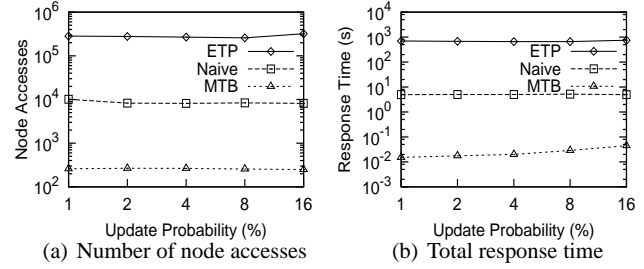 10^6
10^5
10^4
10^3
10^2
Node Accesses
ETP
Naive
MTB
1 2 4 8 16
Update Probability (%)
(a) Number of node accesses
10^4
10^3
10^2
10^1
10^0
10^-1
10^-2
10^-3
Response Time (s)
ETP
Naive
MTB
1 2 4 8 16
Update Probability (%)
(b) Total response time